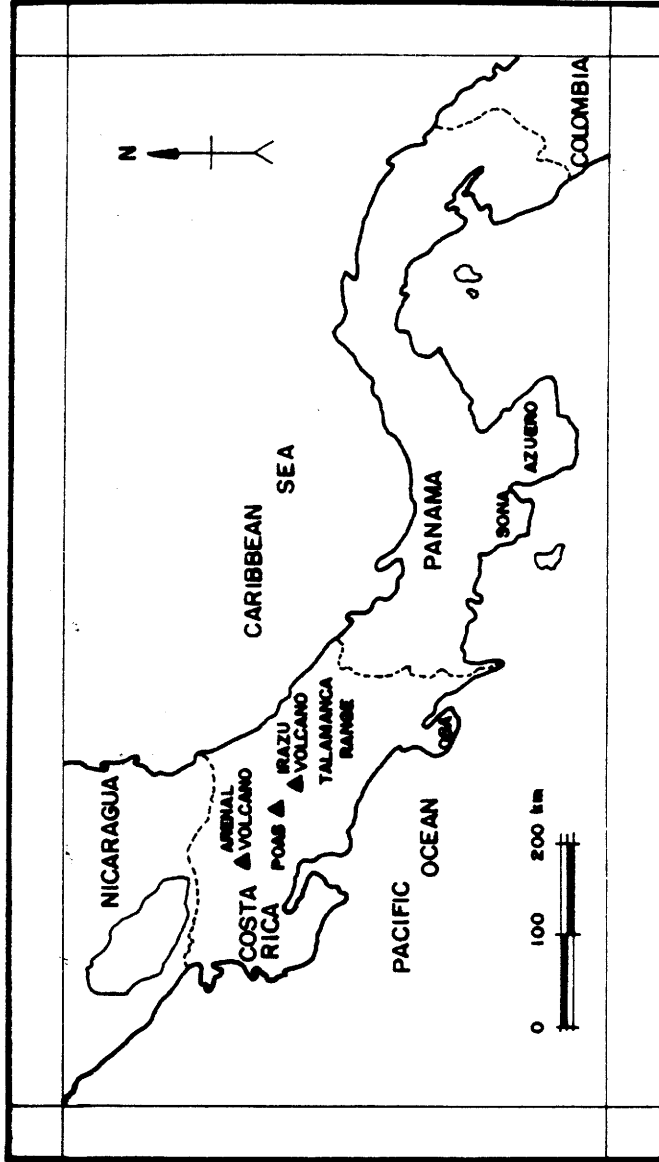 N
NICARAGUA
CARIBBEAN
SEA
ARENAL
VOLCANO
COSTA
RICA
POAS
IRAZU
VOLCANO
TALAMANCA
RANGE
PANAMA
COLOMBIA
OSA
SONA
AZUERO
PACIFIC
OCEAN
0 100 200 km